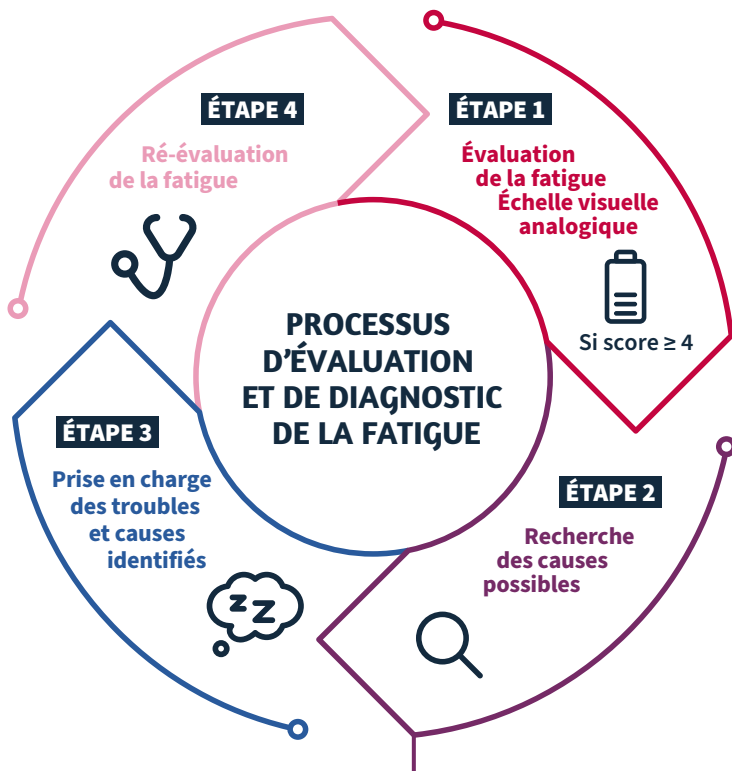 PROCESSUS
D'ÉVALUATION
ET DE DIAGNOSTIC
DE LA FATIGUE
ÉTAPE 1
Évaluation
de la fatigue
Échelle visuelle
analogique
Si score ≥ 4
ÉTAPE 2
Recherche
des causes
possibles
ÉTAPE 3
Prise en charge
des troubles
et causes
identifiés
zZ
ÉTAPE 4
Ré-évaluation
de la fatigue